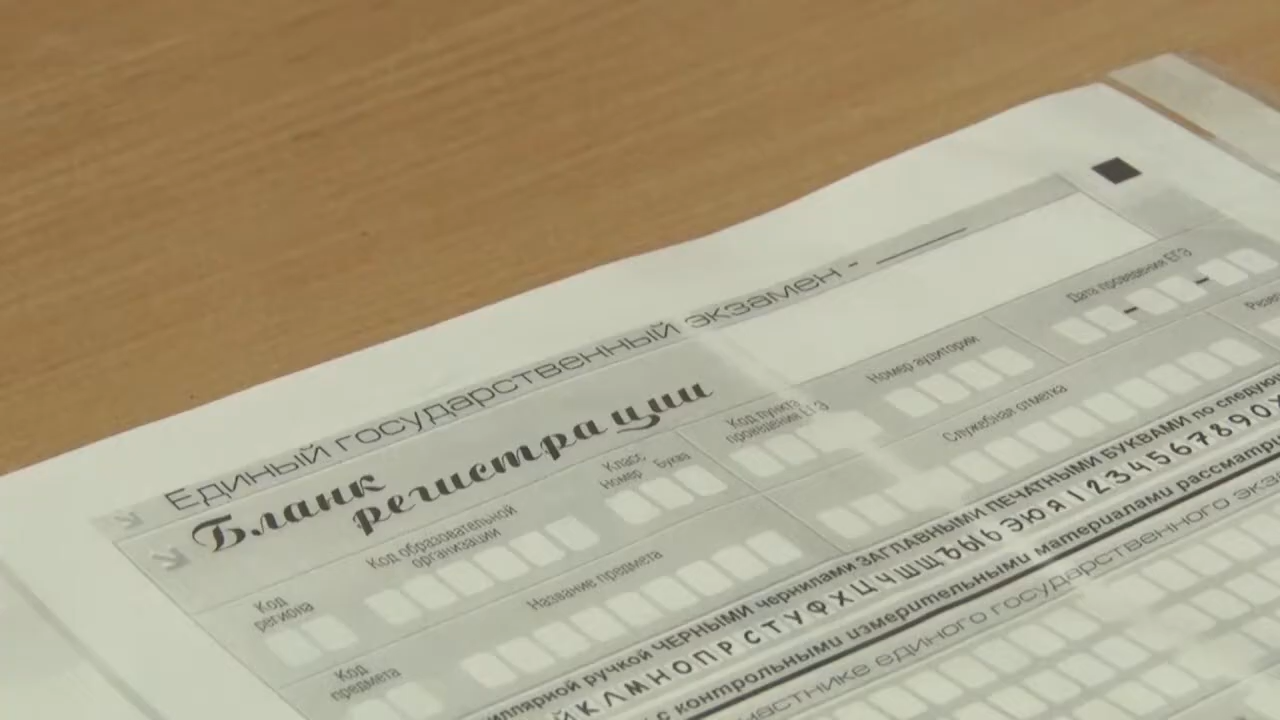 Единый государственный экзамен -
Бланк
регистрации
Дата проведения ЕГЭ
Код
региона
Код образовательной
организации
Класс
Номер Буква
Код пункта
проведения ЕГЭ
Номер аудитории
Код
предмета
Название предмета
Служебная отметка
ручкой ЧЕРНЫМИ чернилами ЗАГЛАВНЫМИ ПЕЧАТНЫМИ БУКВАМИ по
КЛМНОПРСТУФХЦЧШЩЪЫЬЭЮЯ1234567890
с контрольными измерительными материалами
единого государственного